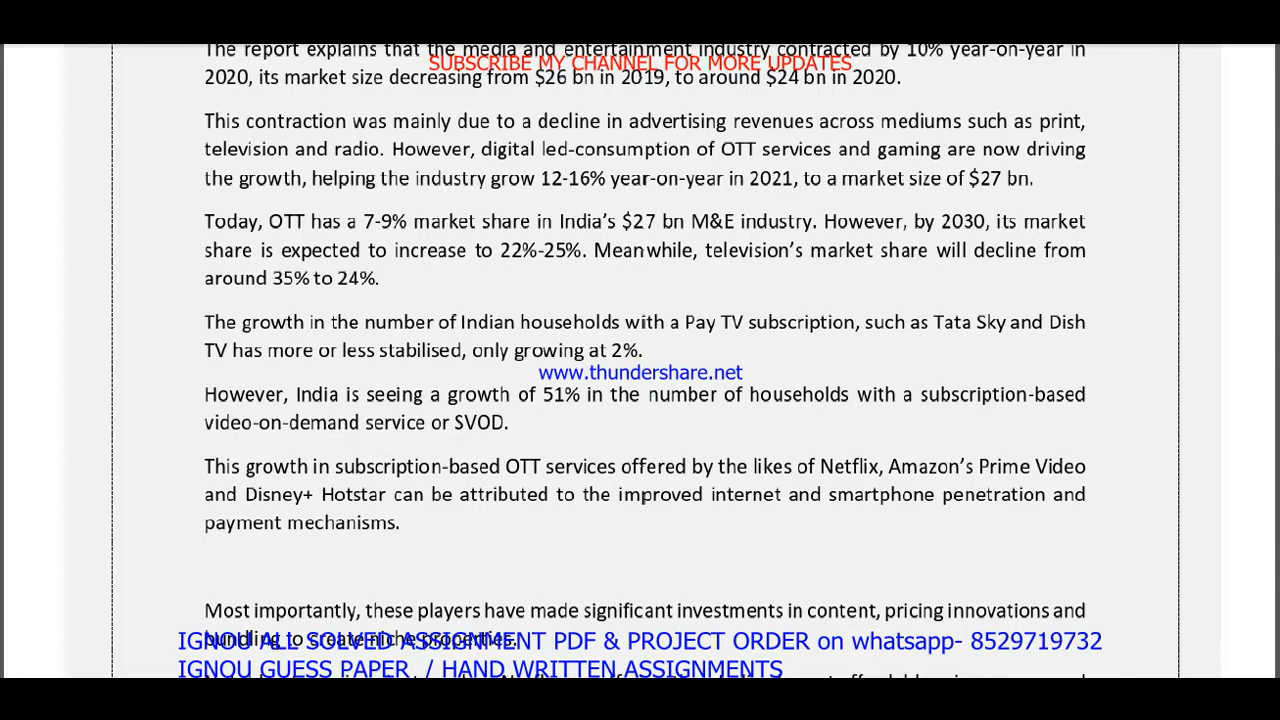 The report explains that the media and entertainment industry contracted by 10% year-on-year in
SUBSCRIBE MY CHANNEL FOR MORE UPDATES
2020, its market size decreasing from $26 bn in 2019, to around $24 bn in 2020.
This contraction was mainly due to a decline in advertising revenues across mediums such as print,
television and radio. However, digital led-consumption of OTT services and gaming are now driving
the growth, helping the industry grow 12-16% year-on-year in 2021, to a market size of $27 bn.
Today, OTT has a 7-9% market share in India’s $27 bn M&E industry. However, by 2030, its market
share is expected to increase to 22%-25%. Meanwhile, television’s market share will decline from
around 35% to 24%.
The growth in the number of Indian households with a Pay TV subscription, such as Tata Sky and Dish
TV has more or less stabilised, only growing at 2%.
www.thundershare.net
However, India is seeing a growth of 51% in the number of households with a subscription-based
video-on-demand service or SVOD.
This growth in subscription-based OTT services offered by the likes of Netflix, Amazon’s Prime Video
and Disney+ Hotstar can be attributed to the improved internet and smartphone penetration and
payment mechanisms.
Most importantly, these players have made significant investments in content, pricing innovations and
bundling to create niche properties.
IGNOU ALL SOLVED ASSIGNMENT PDF & PROJECT ORDER on whatsapp- 8529719732
IGNOU GUESS PAPER / HAND WRITTEN ASSIGNMENTS